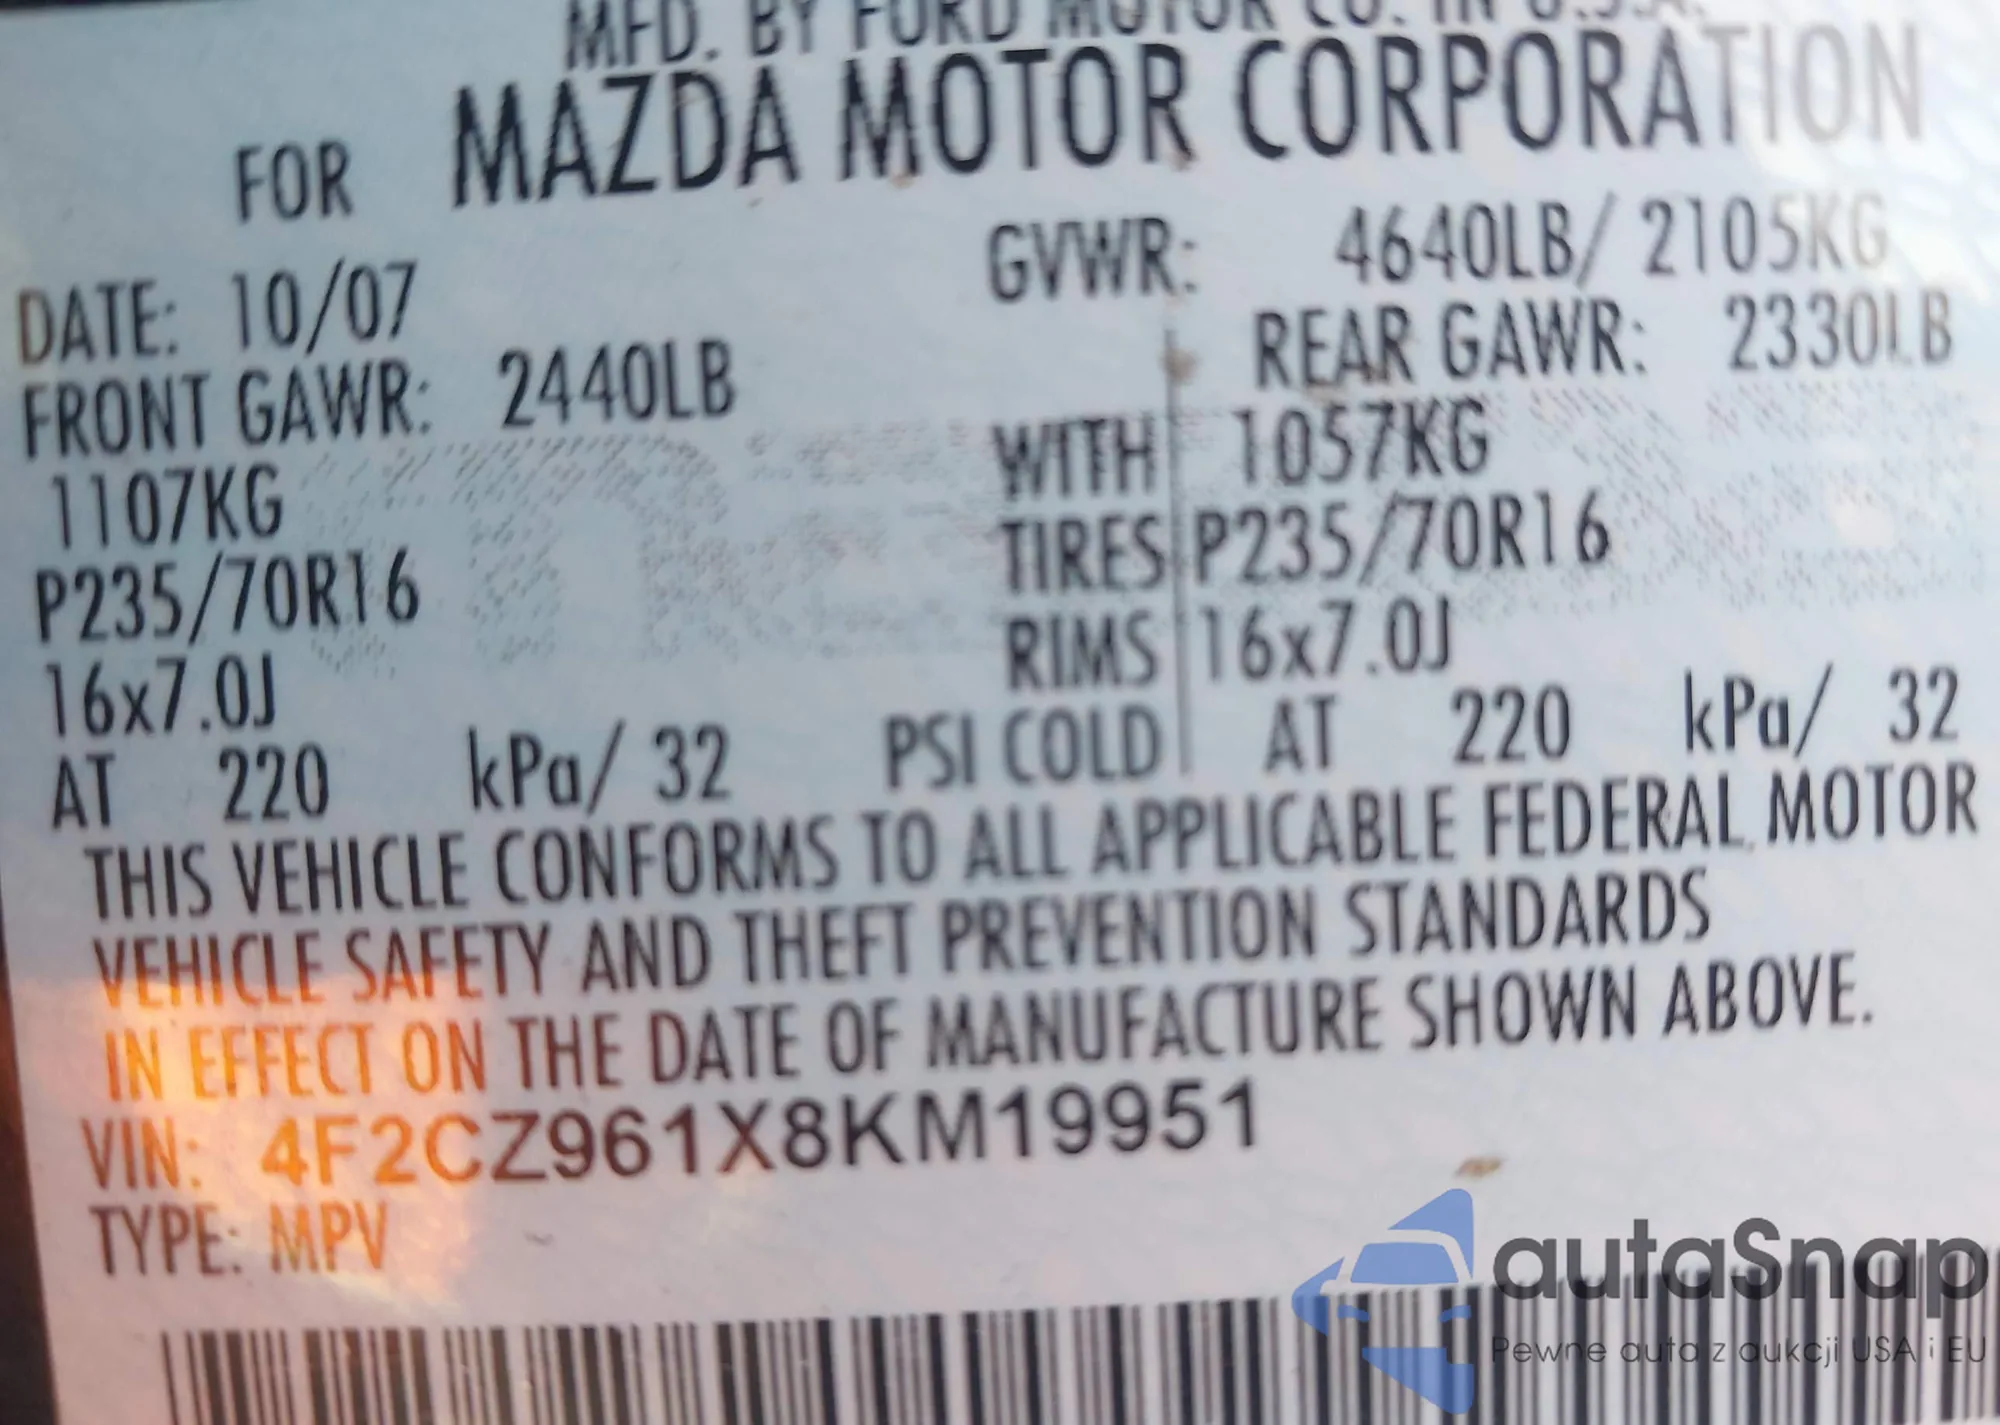 MFD. BY FORD MOTOR CO. IN U.S.A.
FOR MAZDA MOTOR CORPORATION
DATE: 10/07 GVWR: 4640LB/ 2105KG
FRONT GAWR: 2440LB REAR GAWR: 2330LB
1107KG WITH 1057KG
P235/70R16 TIRES P235/70R16
16x7.0J RIMS 16x7.0J
AT 220 kPa/ 32 PSI COLD AT 220 kPa/ 32
THIS VEHICLE CONFORMS TO ALL APPLICABLE FEDERAL MOTOR
VEHICLE SAFETY AND THEFT PREVENTION STANDARDS
IN EFFECT ON THE DATE OF MANUFACTURE SHOWN ABOVE.
VIN: 4F2CZ961X8KM19951
TYPE: MPV
autaSnap
Pewne auta z aukcji USA i EU